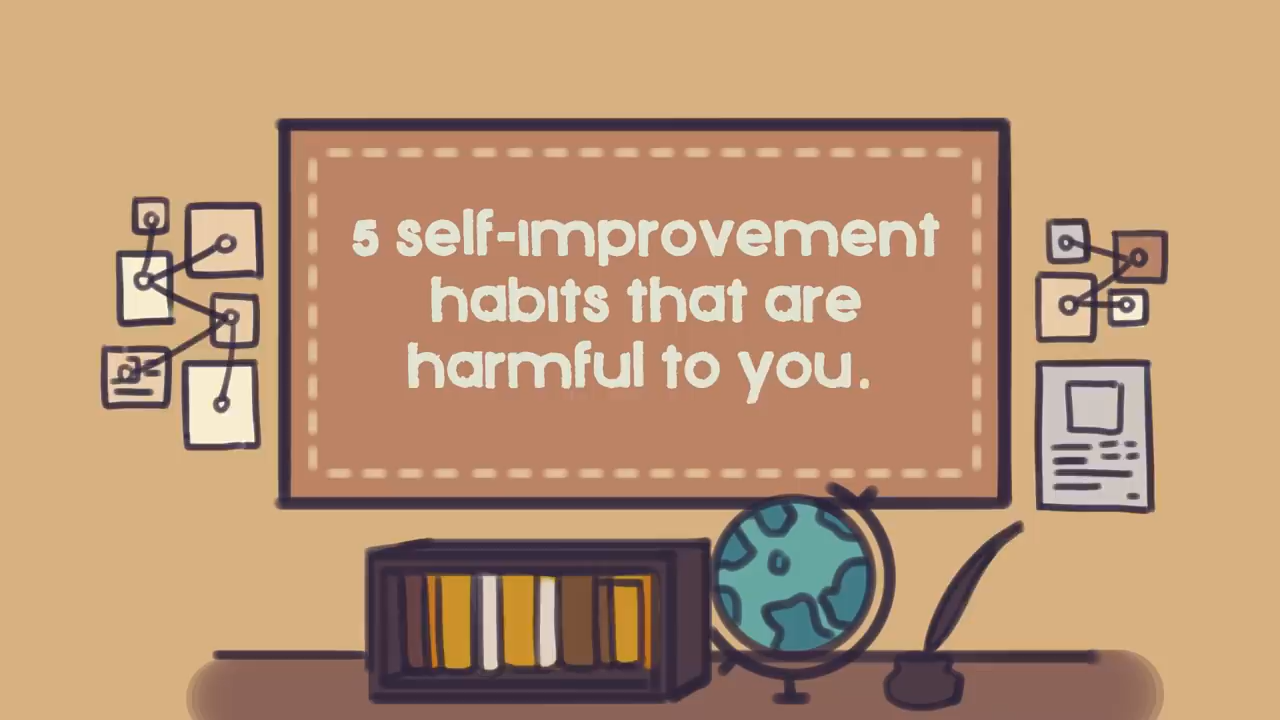 5 self-improvement
habits that are
harmful to you.